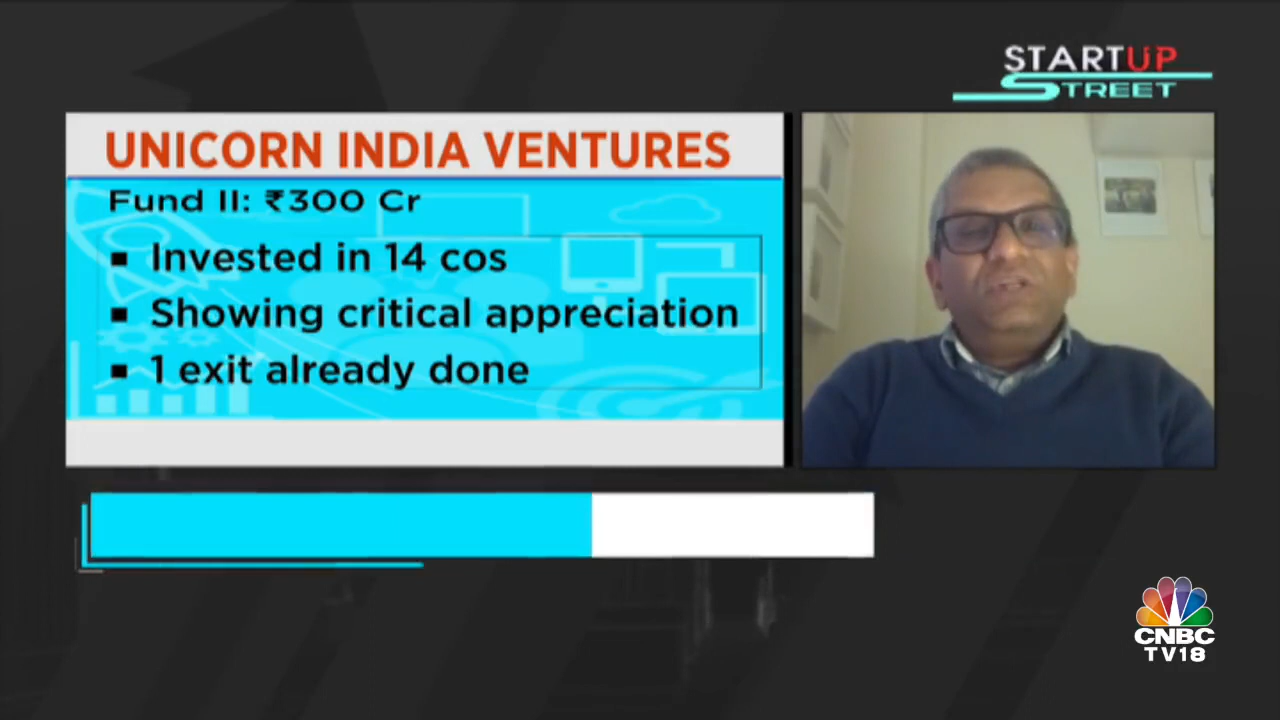 STARTUP
STREET
UNICORN INDIA VENTURES
Fund II: ₹300 Cr
▪ Invested in 14 cos
▪ Showing critical appreciation
▪ 1 exit already done
CNBC
TV18